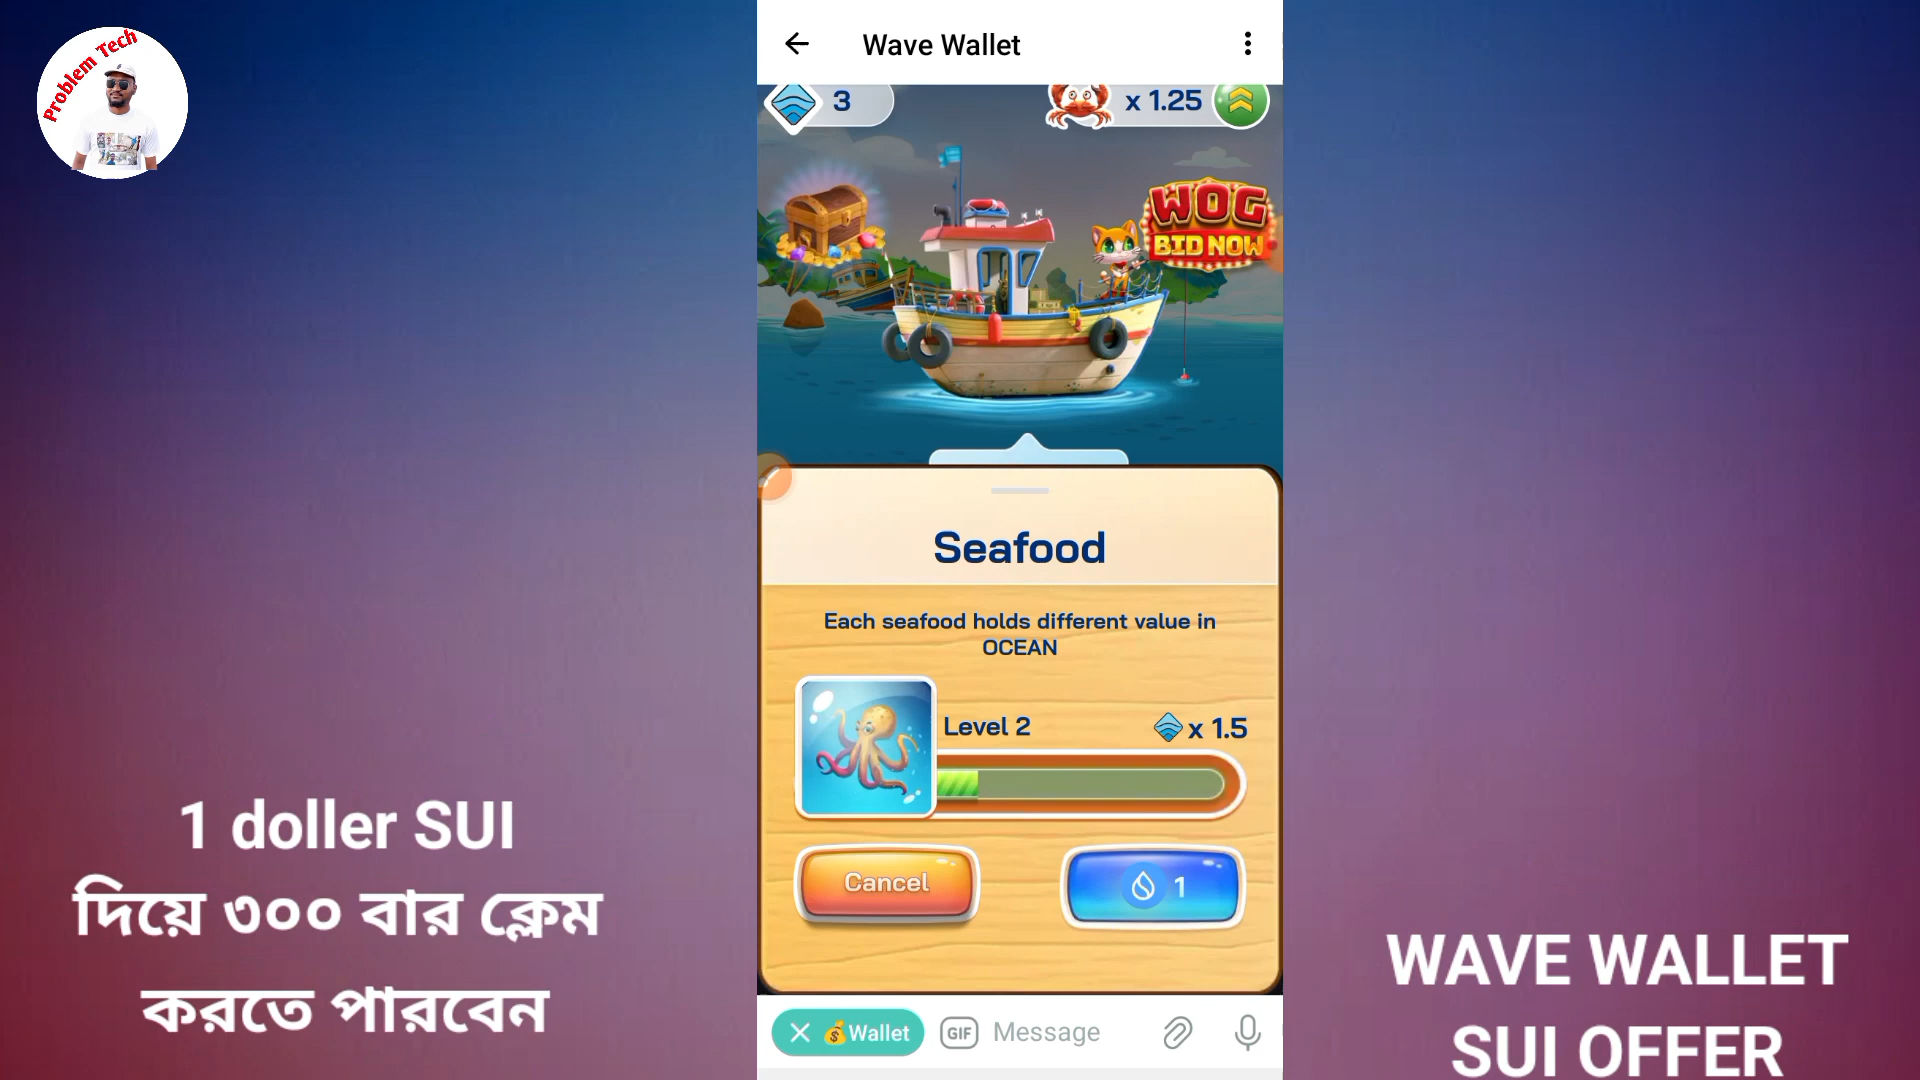 Problem Tech
Wave Wallet
3
x 1.25
WOG
BID NOW
Seafood
Each seafood holds different value in
OCEAN
Level 2
x 1.5
Cancel
1
Wallet
GIF
Message
1 doller SUI
দিয়ে ৩০০ বার ক্লেম
করতে পারবেন
WAVE WALLET
SUI OFFER